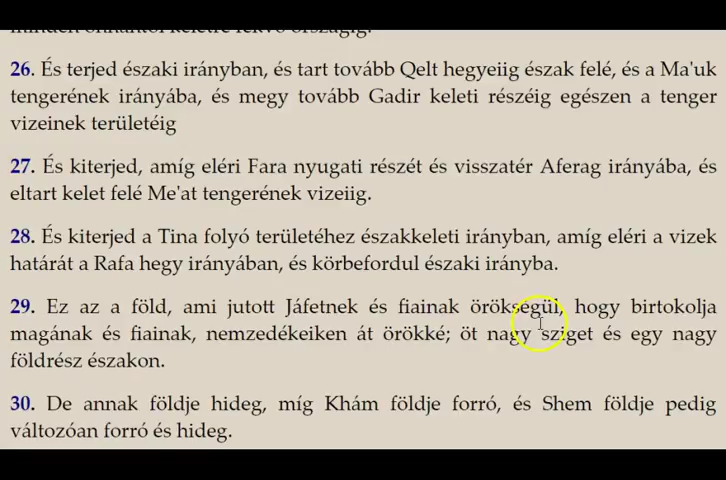 minden onnantól keletre fekvő országig.
26. És terjed északi irányban, és tart tovább Qelt hegyeiig észak felé, és a Ma'uk
tengerének irányába, és megy tovább Gadir keleti részéig egészen a tenger
vizeinek területéig
27. És kiterjed, amíg eléri Fara nyugati részét és visszatér Aferag irányába, és
eltart kelet felé Me'at tengerének vizeiig.
28. És kiterjed a Tina folyó területéhez északkeleti irányban, amíg eléri a vizek
határát a Rafa hegy irányában, és körbefordul északi irányba.
29. Ez az a föld, ami jutott Jáfetnek és fiainak örökségül, hogy birtokolja
magának és fiainak, nemzedékeiken át örökké; öt nagy sziget és egy nagy
földrész északon.
30. De annak földje hideg, míg Khám földje forró, és Shem földje pedig
változóan forró és hideg.